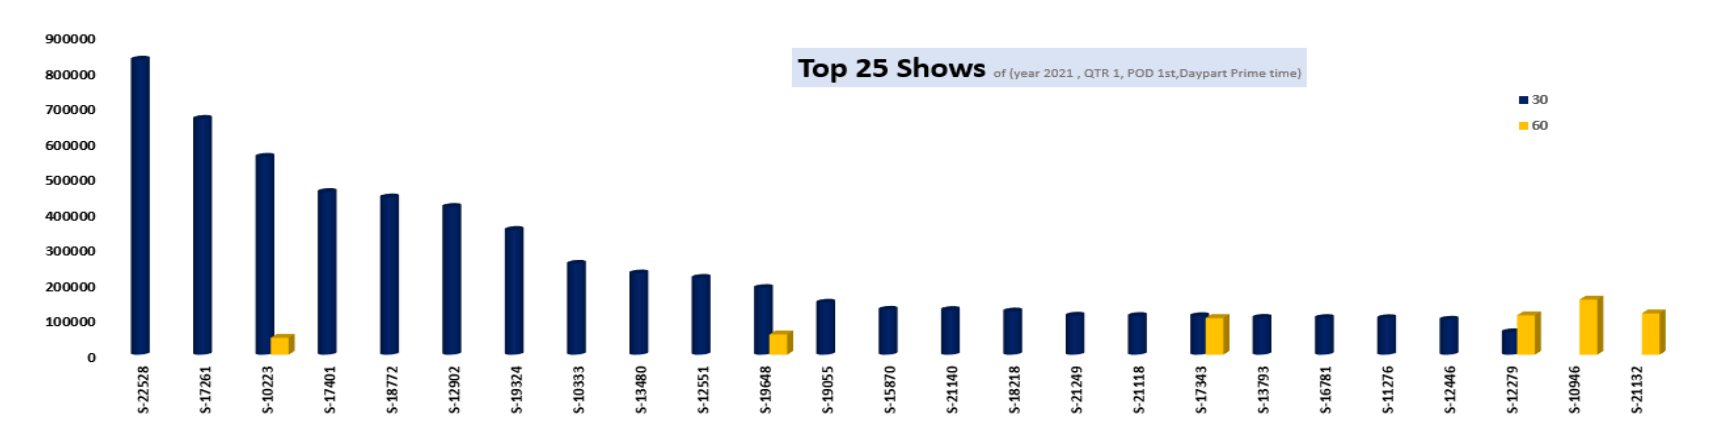 Top 25 Shows of (year 2021 , QTR 1, POD 1st,Daypart Prime time)
30
60
900000
800000
700000
600000
500000
400000
300000
200000
100000
0
S-22528
S-17261
S-10223
S-17401
S-18772
S-12902
S-19324
S-10333
S-13480
S-12551
S-19648
S-19055
S-15870
S-21140
S-18218
S-21249
S-21118
S-17343
S-13793
S-16781
S-11276
S-12446
S-12279
S-10946
S-21132